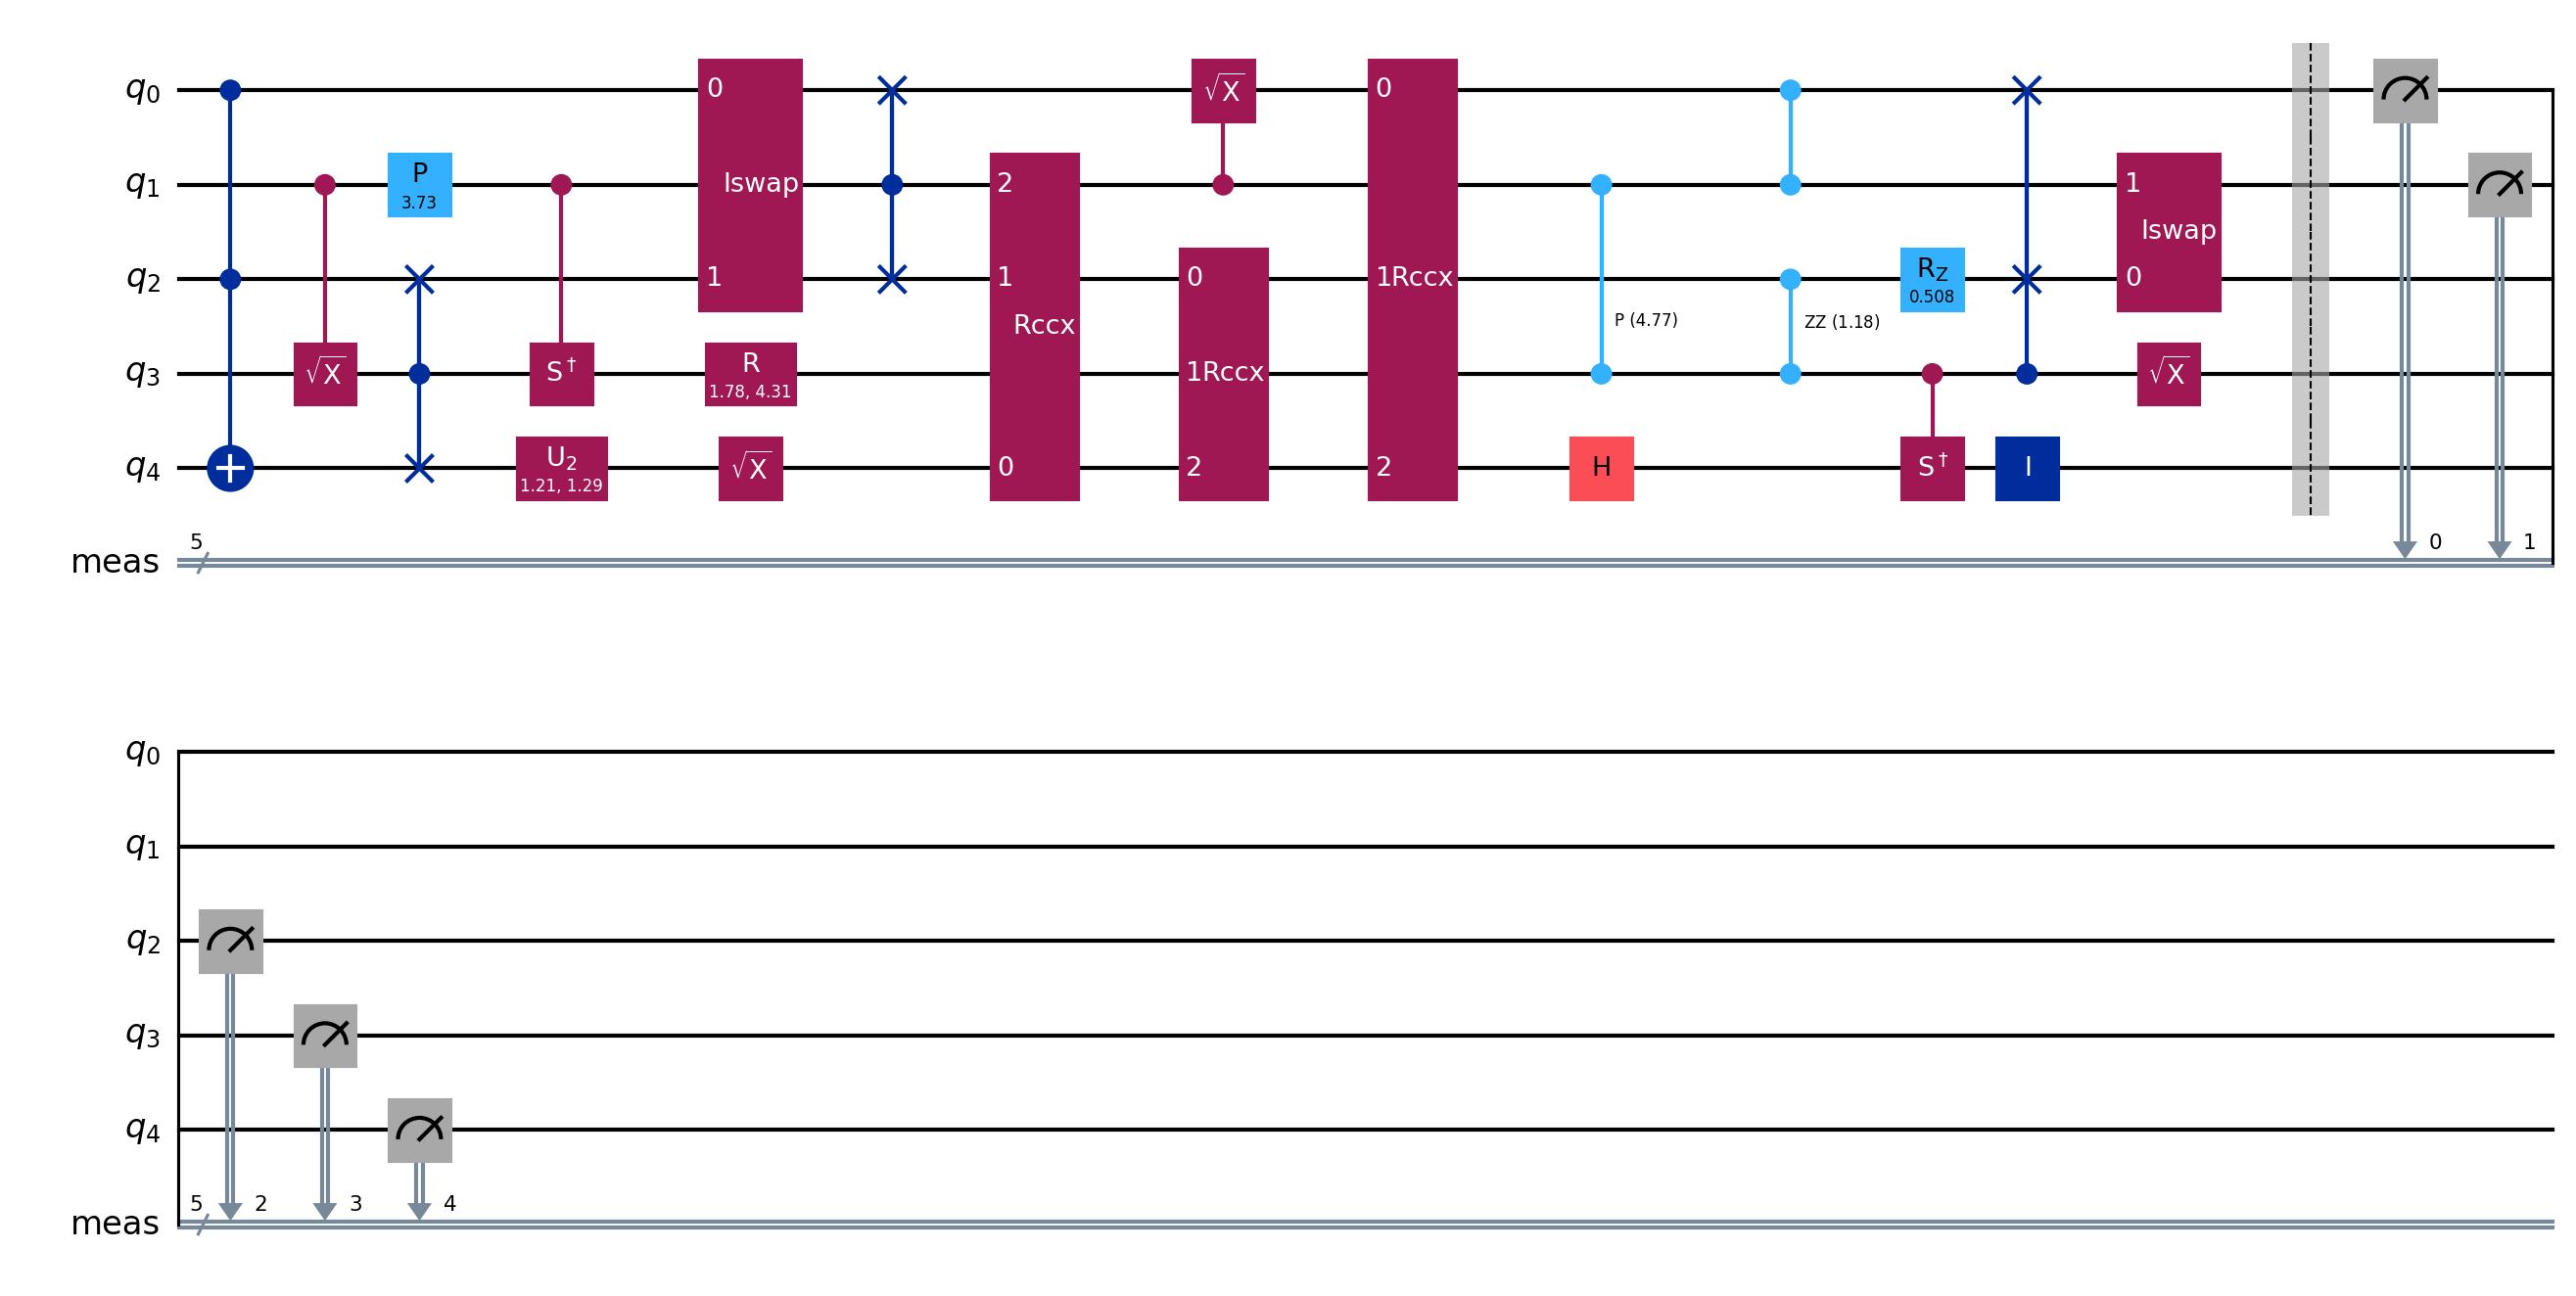 q0 0 √X 0
q1 P 3.73 Iswap 2 1
q2 1 1 0 1Rccx RZ 0.508 Iswap 0
Rccx P (4.77) ZZ (1.18)
q3 √X S† R 1.78, 4.31 1Rccx √X
q4 U2 1.21, 1.29 √X 0 2 2 H S† I
meas 5 0 1
q0
q1
q2
q3
q4
meas 5 2 3 4